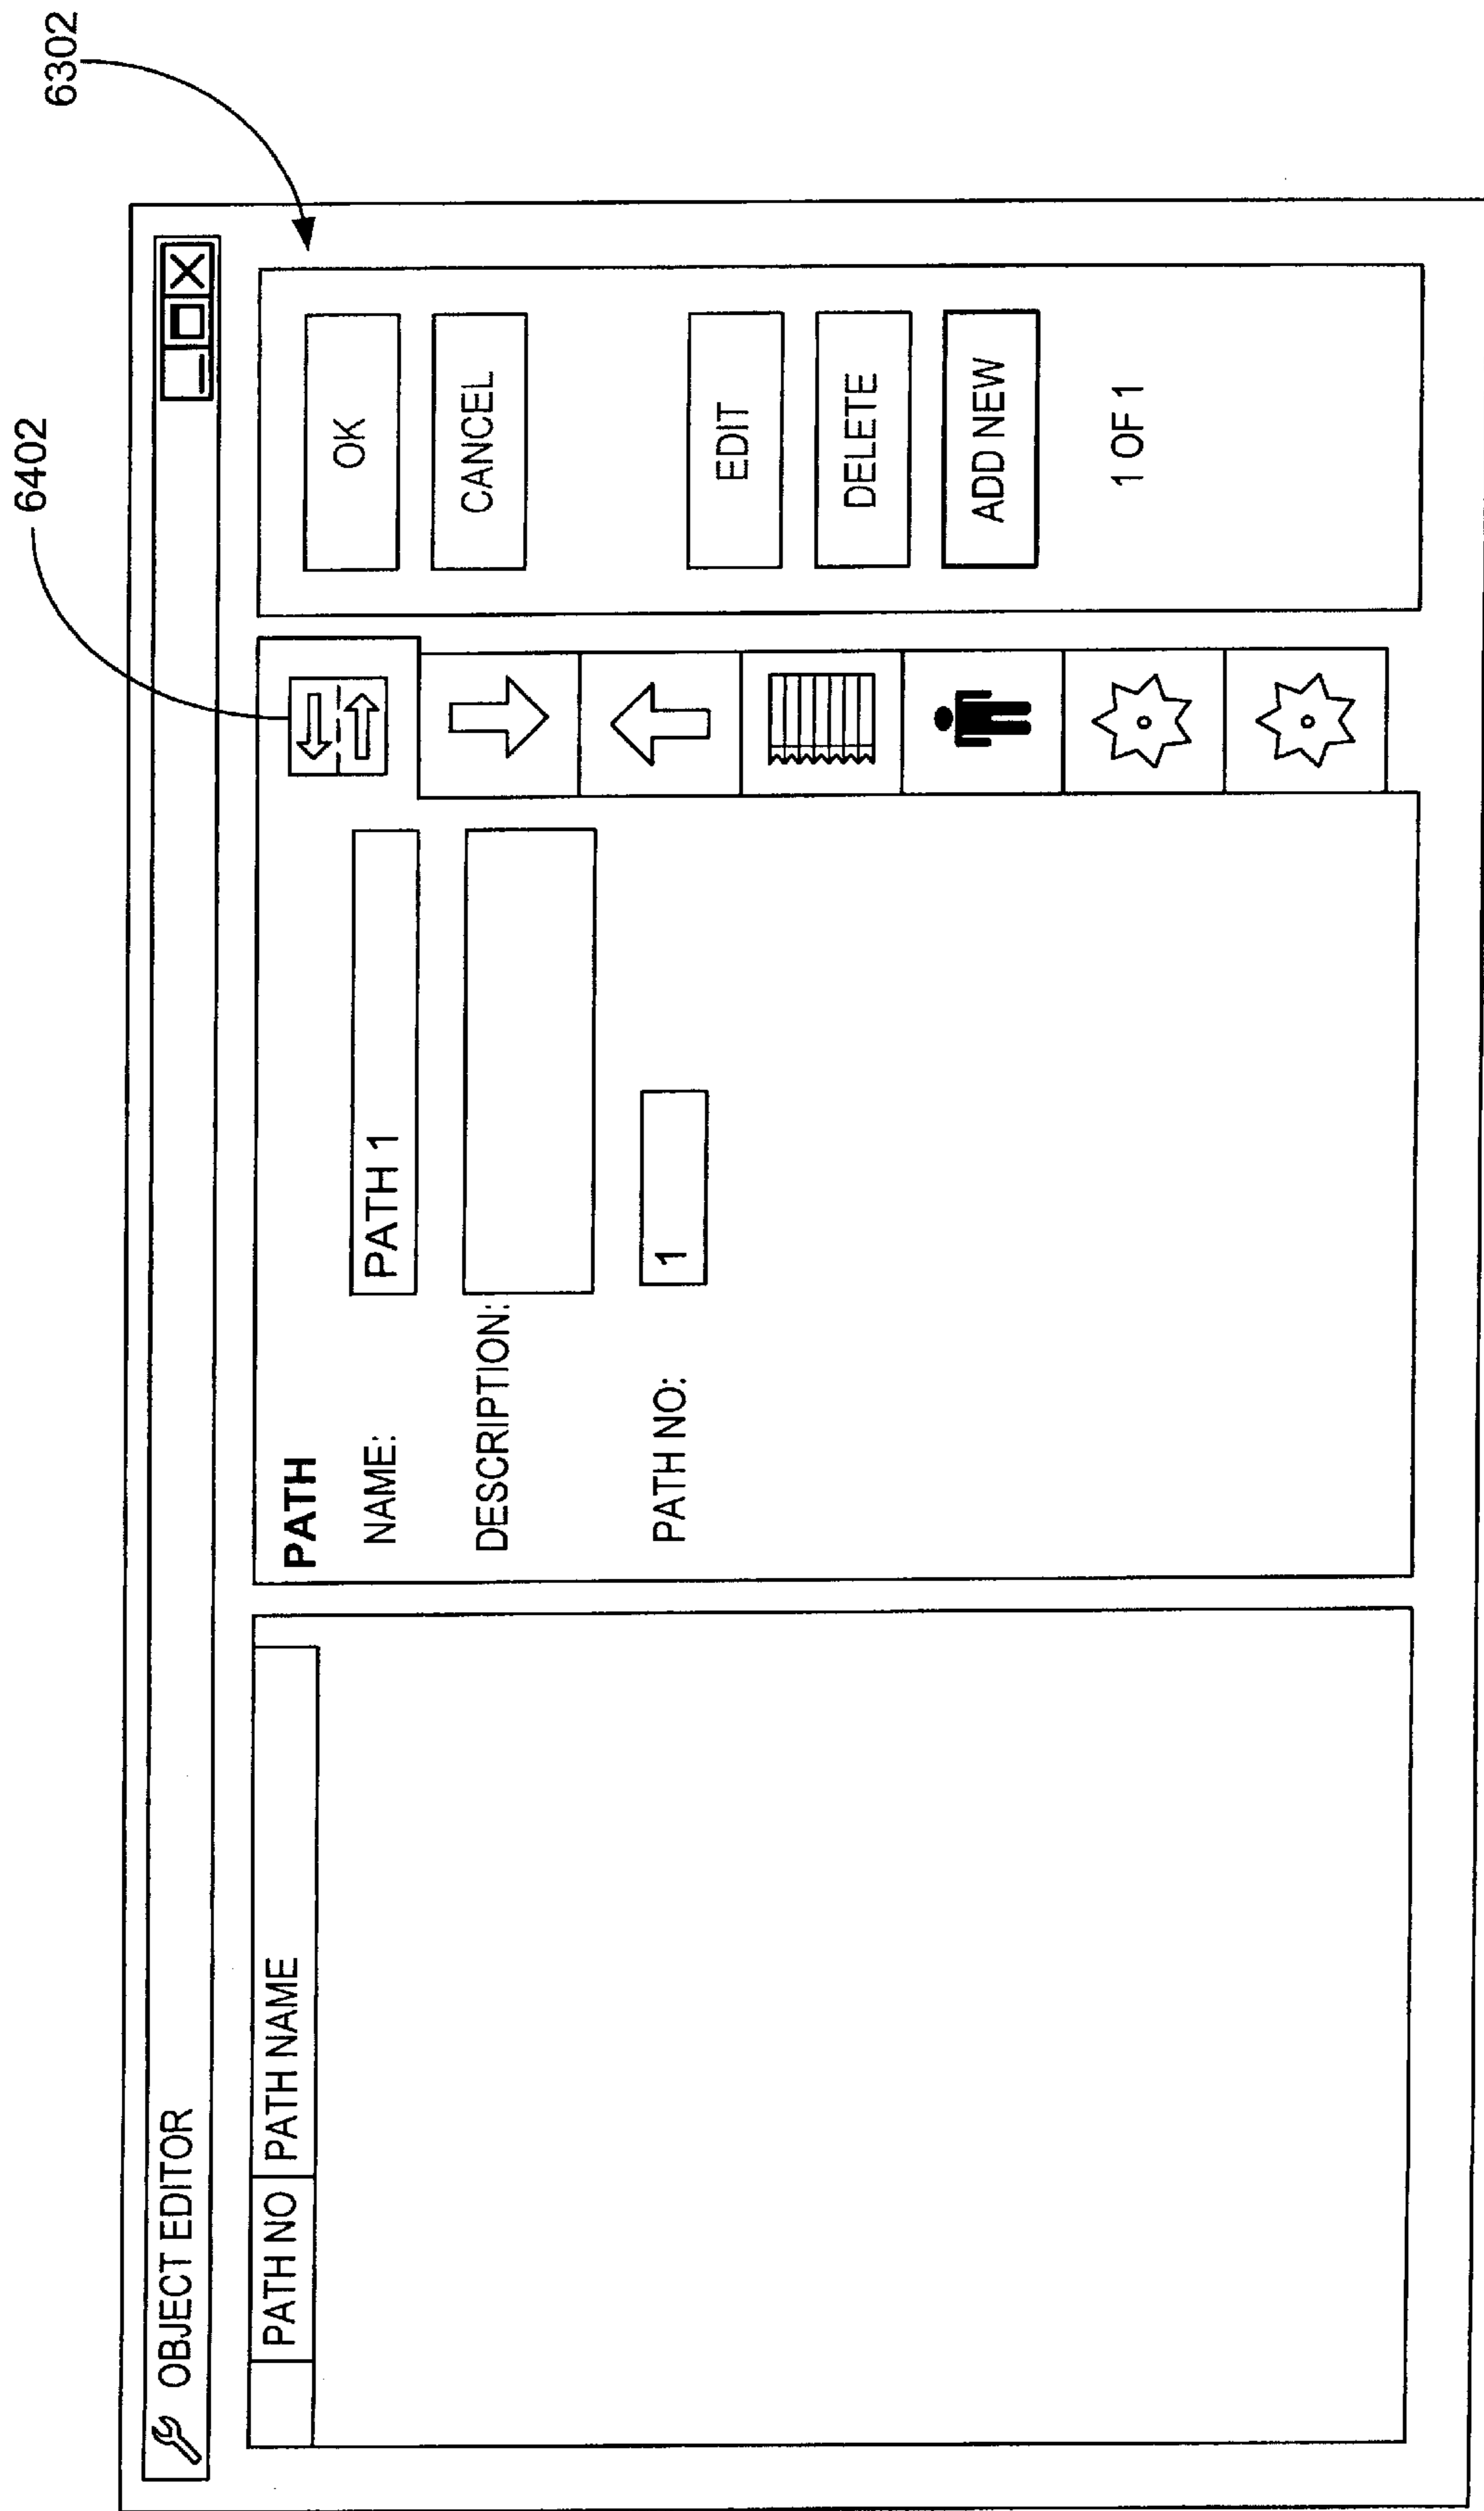 6302
6402
OBJECT EDITOR
PATH NO PATH NAME
PATH
NAME: PATH 1
DESCRIPTION:
PATH NO: 1
OK
CANCEL
EDIT
DELETE
ADD NEW
1 OF 1